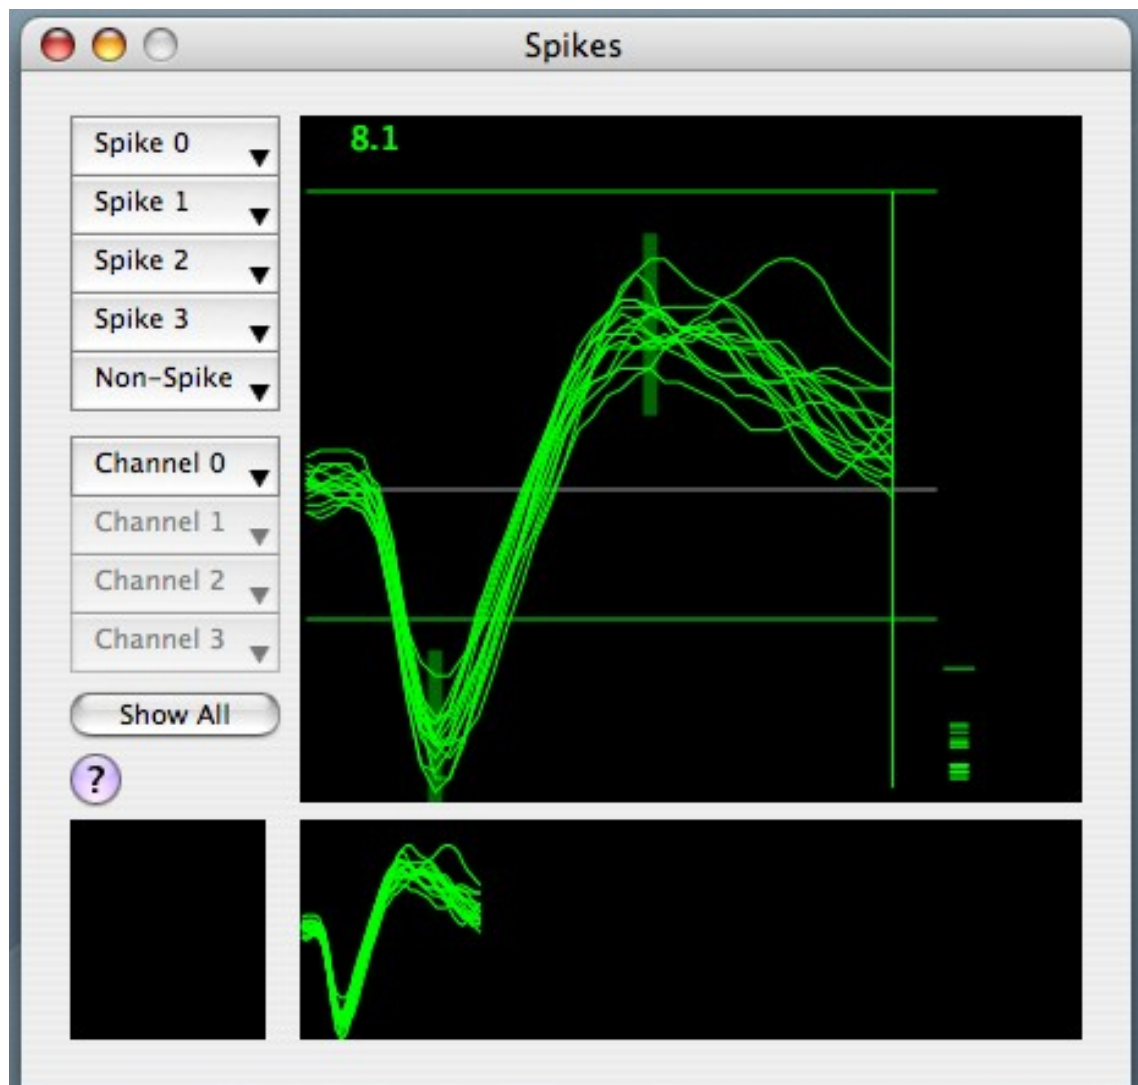 Spikes
8.1
Spike 0
Spike 1
Spike 2
Spike 3
Non-Spike
Channel 0
Channel 1
Channel 2
Channel 3
Show All
?